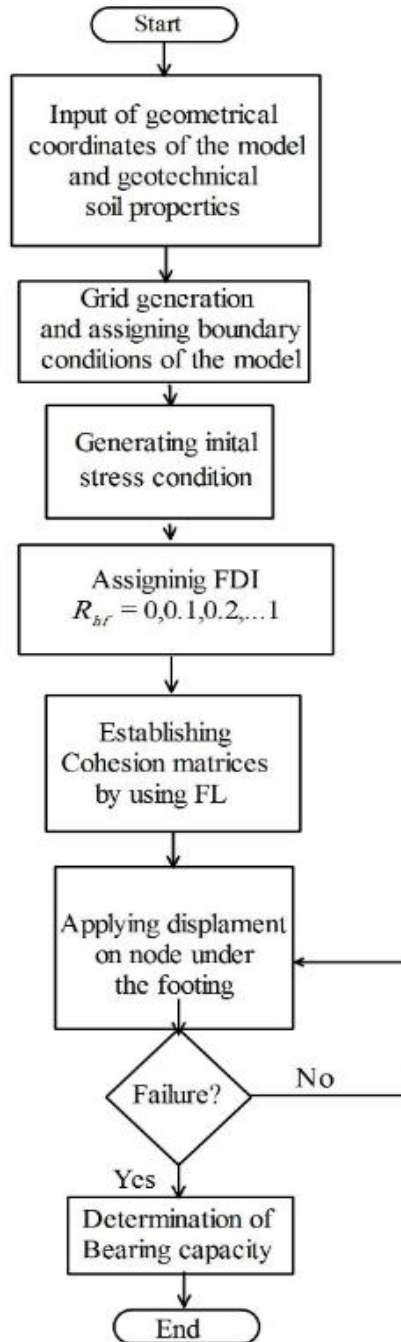 Start
Input of geometrical
coordinates of the model
and geotechnical
soil properties
Grid generation
and assigning boundary
conditions of the model
Generating inital
stress condition
Assigninig FDI
R_hf = 0,0.1,0.2,...1
Establishing
Cohesion matrices
by using FL
Applying displament
on node under
the footing
Failure?
No
Yes
Determination of
Bearing capacity
End